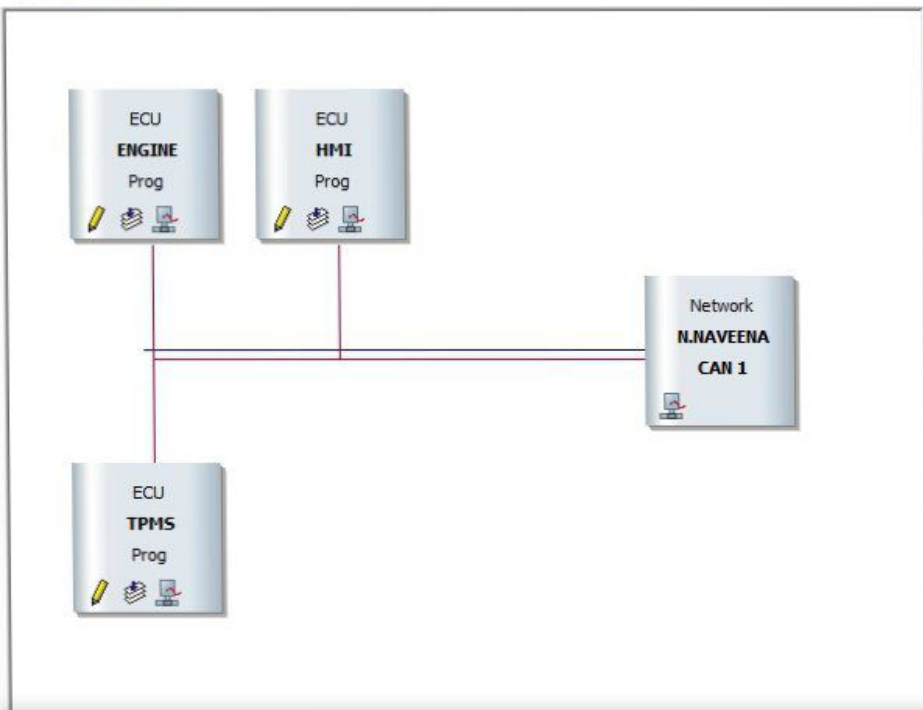 ECU
ENGINE
Prog
ECU
HMI
Prog
Network
N.NAVEENA
CAN 1
ECU
TPMS
Prog